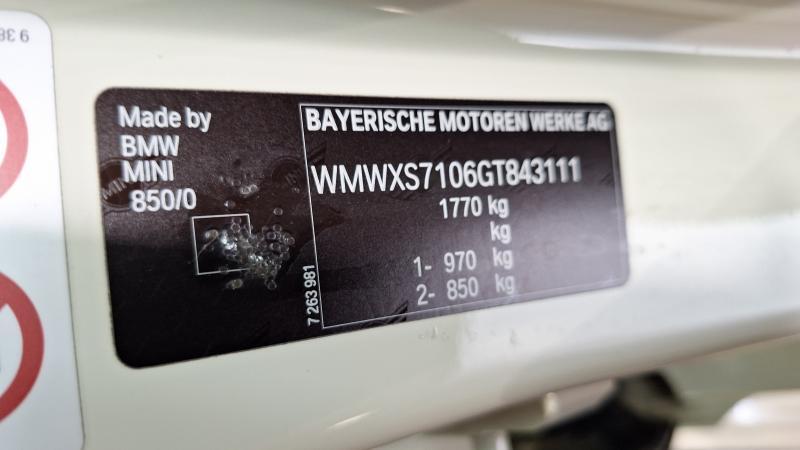 Made by
BMW
MINI
850/0
BAYERISCHE MOTOREN WERKE AG
WMWXS7106GT843111
1770 kg
kg
1- 970 kg
2- 850 kg
7 263 981